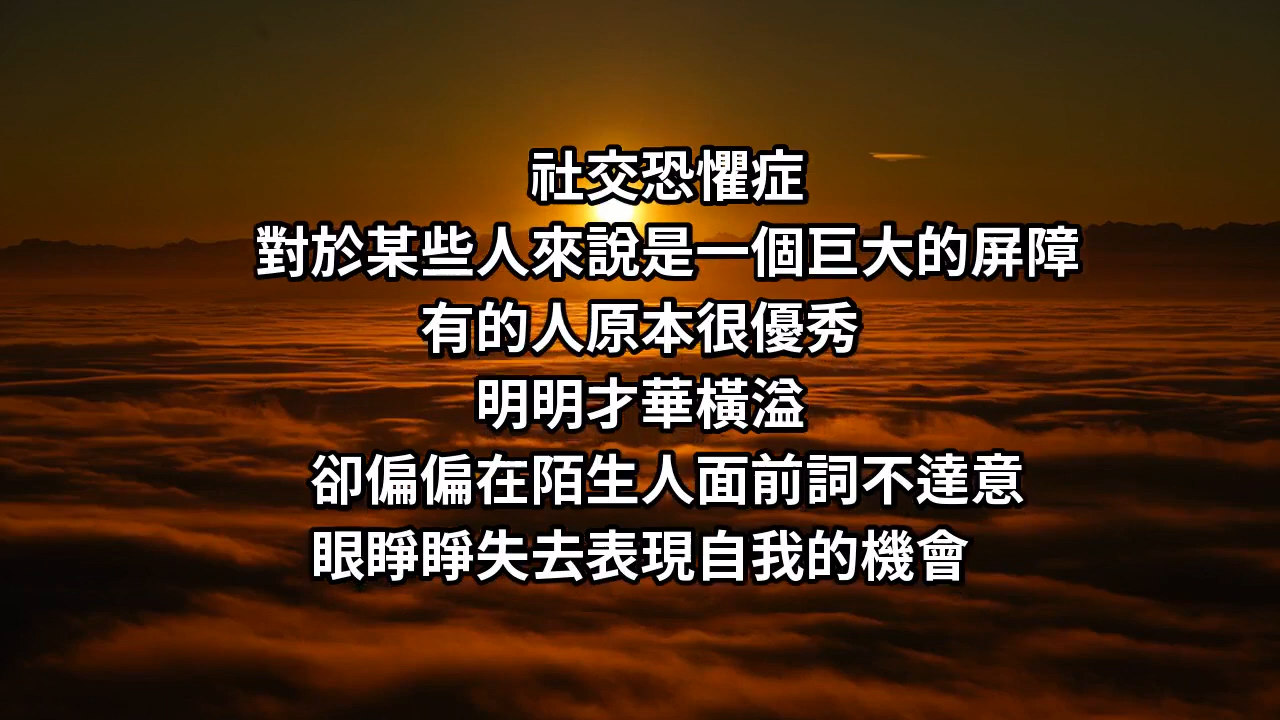 社交恐懼症
對於某些人來說是一個巨大的屏障
有的人原本很優秀
明明才華橫溢
卻偏偏在陌生人面前詞不達意
眼睜睜失去表現自我的機會